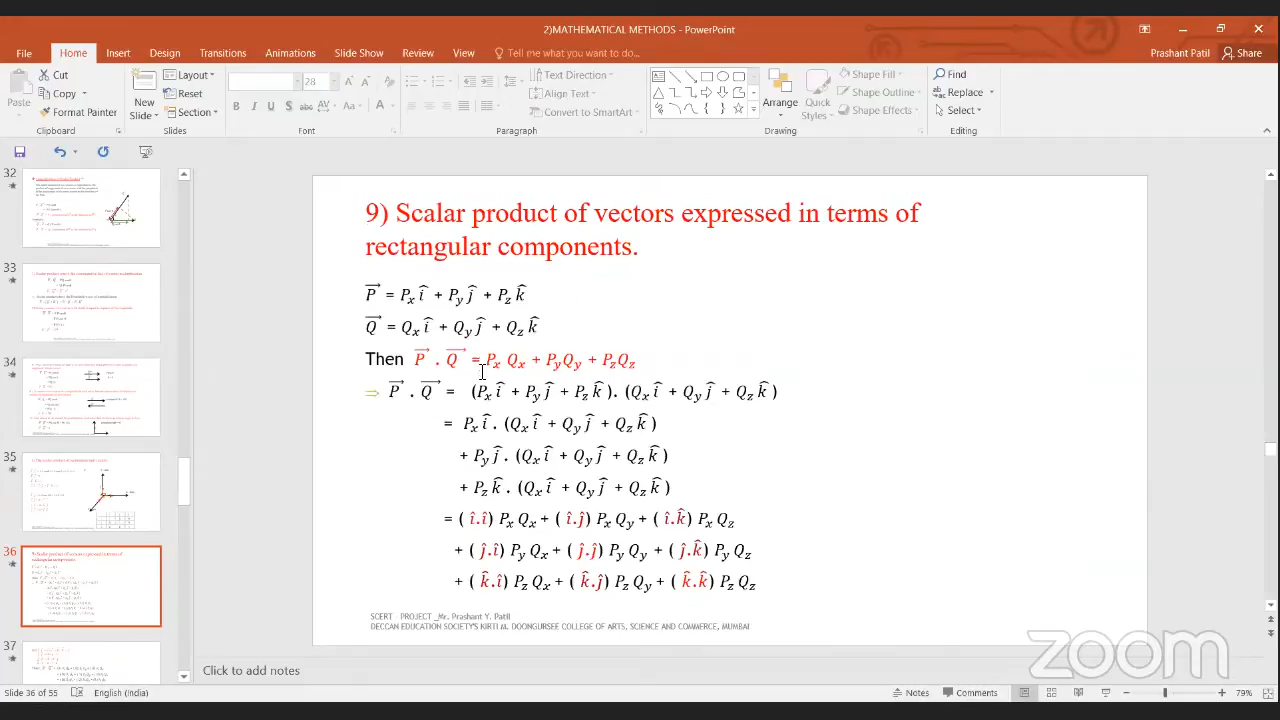 2)MATHEMATICAL METHODS - PowerPoint
File Home Insert Design Transitions Animations Slide Show Review View Tell me what you want to do... Prashant Patil Share
Paste Cut Copy Format Painter Clipboard
New Slide Layout Reset Section Slides
28 B I U S abc AV Aa A Font
Text Direction Align Text Convert to SmartArt Paragraph
Arrange Quick Styles Shape Fill Shape Outline Shape Effects Drawing
Find Replace Select Editing
32
33
34
35
36
37
9) Scalar product of vectors expressed in terms of
rectangular components.
P⃗ = Pₓ î + P_y ĵ + P_z k̂
Q⃗ = Qₓ î + Q_y ĵ + Q_z k̂
Then P⃗ . Q⃗ = Pₓ Qₓ + P_yQ_y + P_zQ_z
⇒ P⃗ . Q⃗ = (Pₓ î + P_y ĵ + P_z k̂ ). (Qₓ î + Q_y ĵ + Q_z k̂ )
= Pₓ î . (Qₓ î + Q_y ĵ + Q_z k̂ )
+ P_y ĵ . (Qₓ î + Q_y ĵ + Q_z k̂ )
+ P_z k̂ . (Qₓ î + Q_y ĵ + Q_z k̂ )
= ( î.î) Pₓ Qₓ + ( î.ĵ) Pₓ Q_y + ( î.k̂) Pₓ Q_z
+ ( ĵ.î) P_y Qₓ + ( ĵ.ĵ) P_y Q_y + ( ĵ.k̂) P_y Q_z
+ ( k̂.î) P_z Qₓ + ( k̂.ĵ) P_z Q_y + ( k̂.k̂) P_z Q_z
SCERT - PROJECT _Mr. Prashant Y. Patil
DECCAN EDUCATION SOCIETY'S KIRTI M. DOONGURSEE COLLEGE OF ARTS, SCIENCE AND COMMERCE, MUMBAI
zoom
Click to add notes
Slide 36 of 55 English (India) Notes Comments 79%